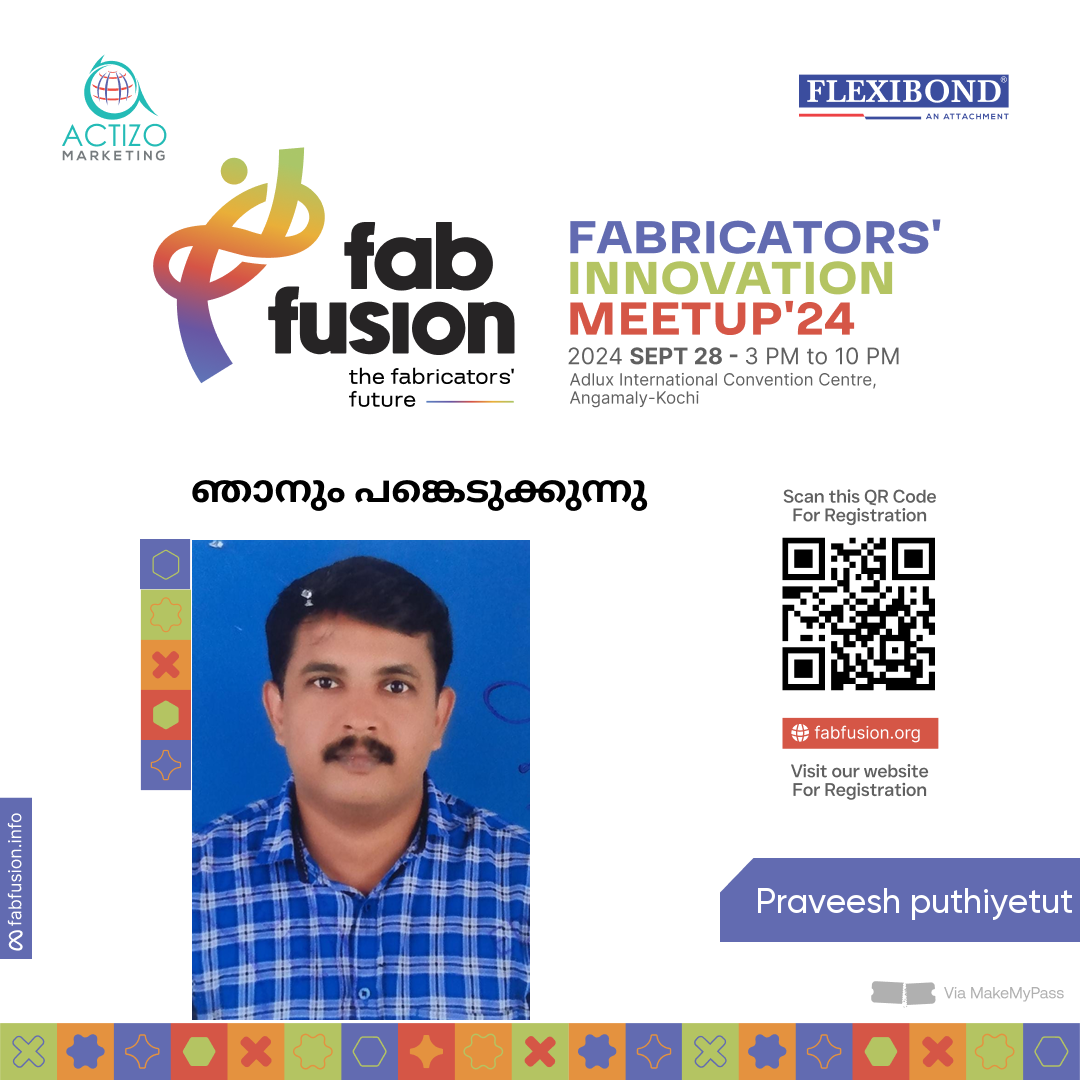 ACTIZO
MARKETING
FLEXIBOND®
AN ATTACHMENT
fab
fusion
the fabricators'
future
FABRICATORS'
INNOVATION
MEETUP'24
2024 SEPT 28 - 3 PM to 10 PM
Adlux International Convention Centre,
Angamaly-Kochi
ഞാനും പങ്കെടുക്കുന്നു
Scan this QR Code
For Registration
fabfusion.org
Visit our website
For Registration
fabfusion.info
Praveesh puthiyetut
Via MakeMyPass